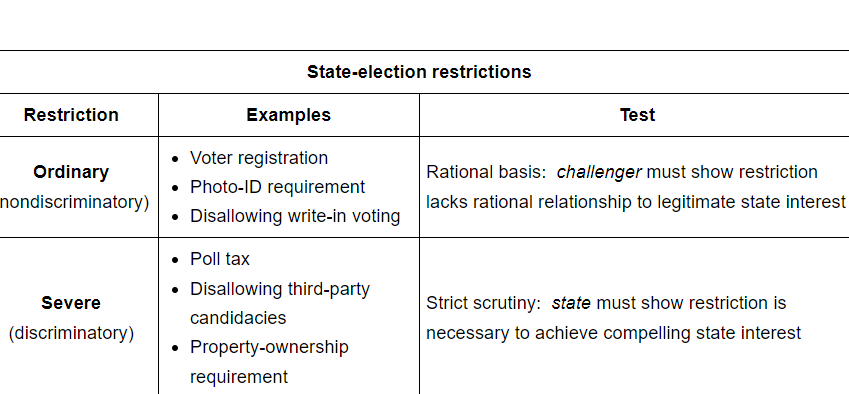 State-election restrictions
Restriction
Examples
Test
Ordinary
nondiscriminatory)
• Voter registration
• Photo-ID requirement
• Disallowing write-in voting
Rational basis: challenger must show restriction
lacks rational relationship to legitimate state interest
Severe
(discriminatory)
• Poll tax
• Disallowing third-party
candidacies
• Property-ownership
requirement
Strict scrutiny: state must show restriction is
necessary to achieve compelling state interest